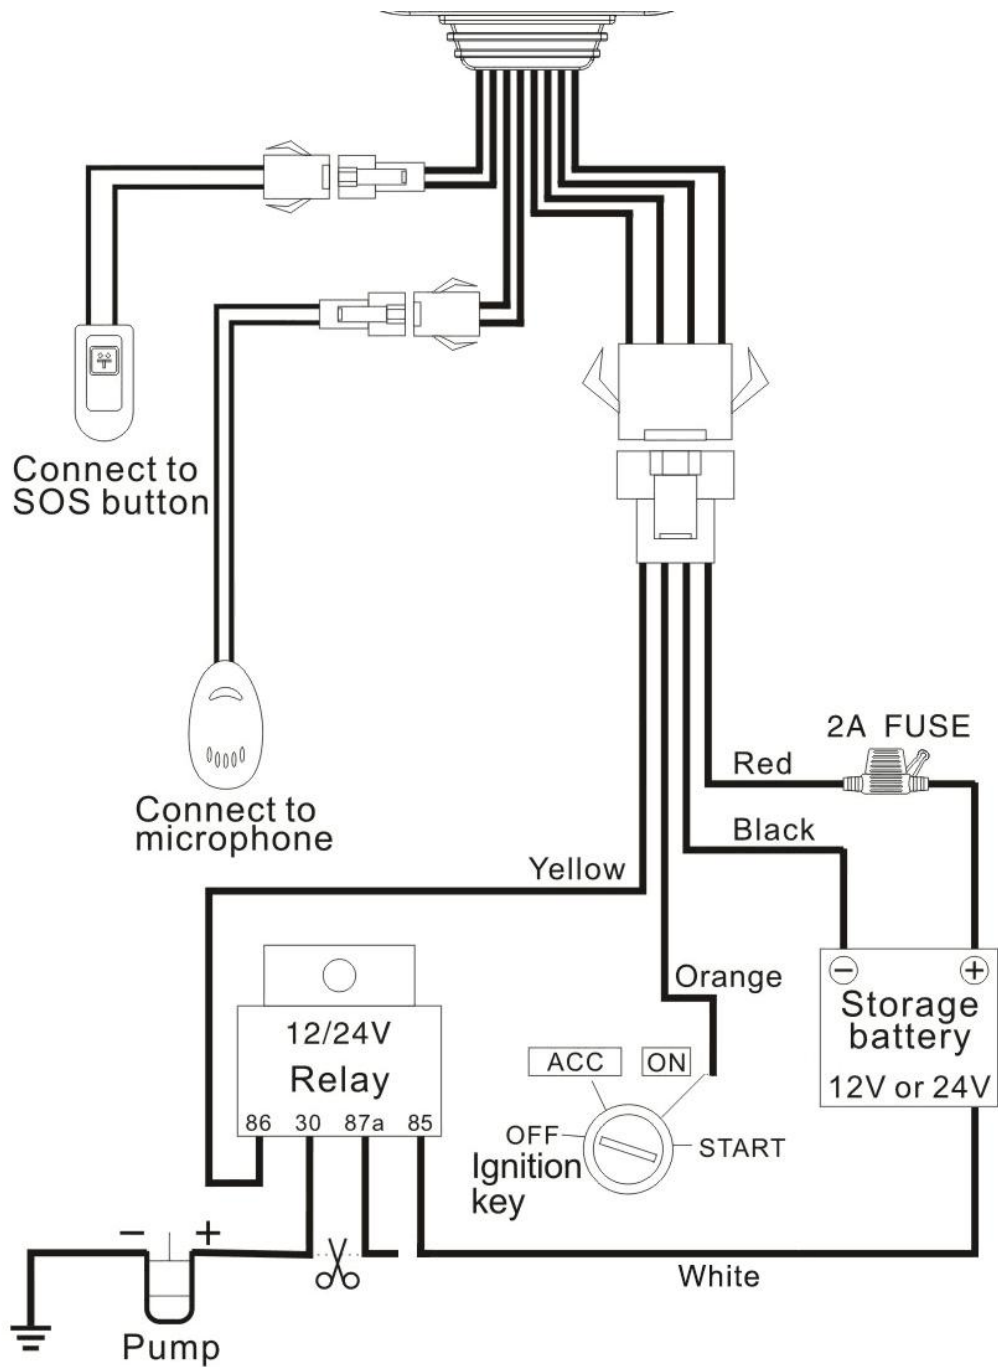 Connect to
SOS button
2A FUSE
Red
Connect to
microphone
Black
Yellow
Orange
− +
Storage
battery
12V or 24V
12/24V
Relay
86 30 87a 85
ACC ON
OFF START
Ignition
key
− +
White
Pump